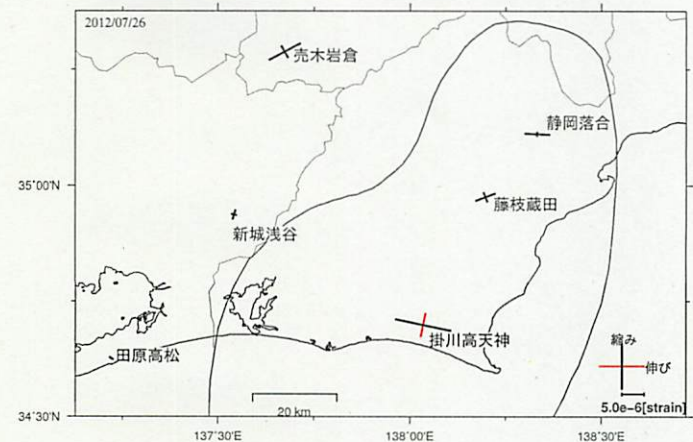 2012/07/26
売木岩倉
静岡落合
35°00'N
藤枝蔵田
新城浅谷
掛川高天神
田原高松
縮み
伸び
20 km
5.0e-6[strain]
34°30'N
137°30'E
138°00'E
138°30'E